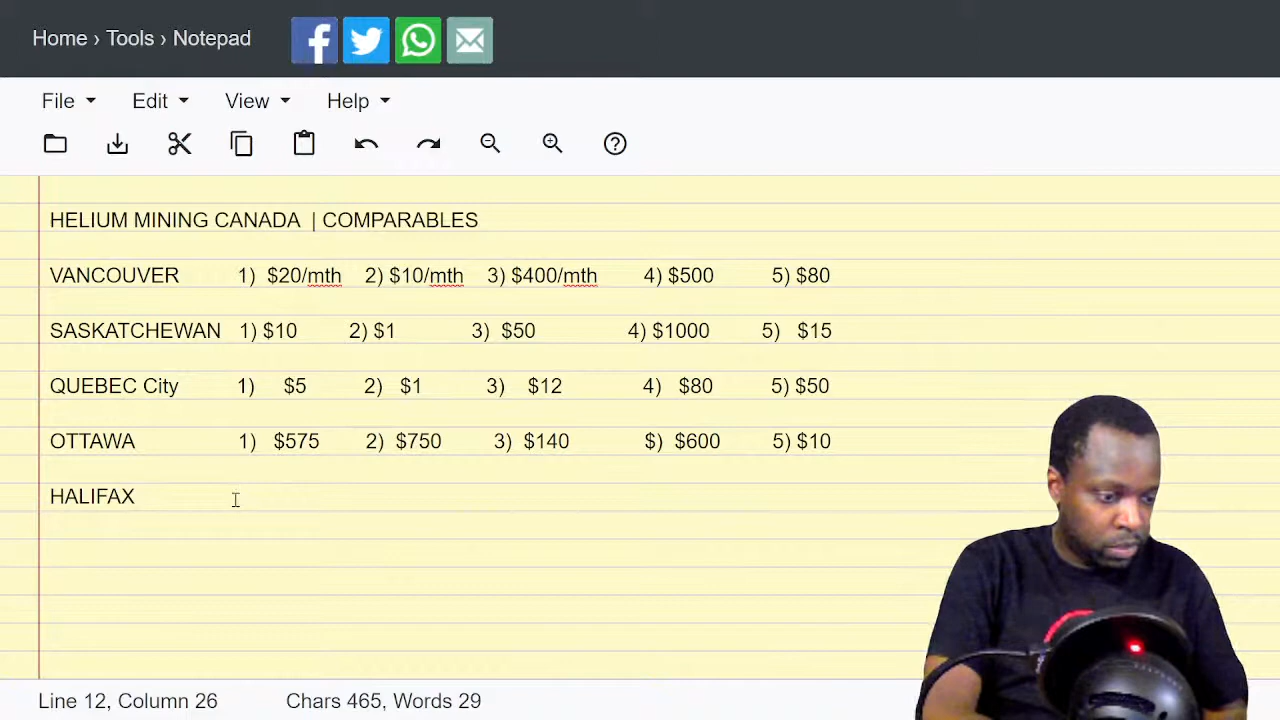 Home › Tools › Notepad
File Edit View Help
HELIUM MINING CANADA | COMPARABLES
VANCOUVER 1) $20/mth 2) $10/mth 3) $400/mth 4) $500 5) $80
SASKATCHEWAN 1) $10 2) $1 3) $50 4) $1000 5) $15
QUEBEC City 1) $5 2) $1 3) $12 4) $80 5) $50
OTTAWA 1) $575 2) $750 3) $140 $) $600 5) $10
HALIFAX
Line 12, Column 26 Chars 465, Words 29